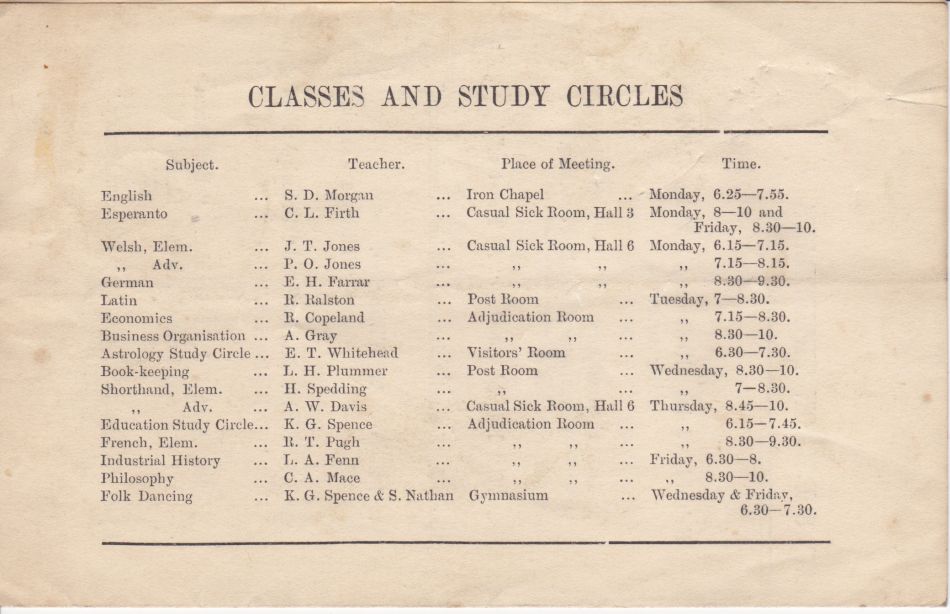 CLASSES AND STUDY CIRCLES
Subject. Teacher. Place of Meeting. Time.
English ... S. D. Morgan ... Iron Chapel ... Monday, 6.25—7.55.
Esperanto ... C. L. Firth ... Casual Sick Room, Hall 3 Monday, 8—10 and
Friday, 8.30—10.
Welsh, Elem. ... J. T. Jones ... Casual Sick Room, Hall 6 Monday, 6.15—7.15.
,, Adv. ... P. O. Jones ... ,, ,, ,, 7.15—8.15.
German ... E. H. Farrar ... ,, ,, ,, 8.30—9.30.
Latin ... R. Ralston ... Post Room ... Tuesday, 7—8.30.
Economics ... R. Copeland ... Adjudication Room ... ,, 7.15—8.30.
Business Organisation ... A. Gray ... ,, ,, ... ,, 8.30—10.
Astrology Study Circle ... E. T. Whitehead ... Visitors' Room ... ,, 6.30—7.30.
Book-keeping ... L. H. Plummer ... Post Room ... Wednesday, 8.30—10.
Shorthand, Elem. ... H. Spedding ... ,, ... ,, 7—8.30.
,, Adv. ... A. W. Davis ... Casual Sick Room, Hall 6 Thursday, 8.45—10.
Education Study Circle... K. G. Spence ... Adjudication Room ... ,, 6.15—7.45.
French, Elem. ... R. T. Pugh ... ,, ,, ... ,, 8.30—9.30.
Industrial History ... L. A. Fenn ... ,, ,, ... Friday, 6.30—8.
Philosophy ... C. A. Mace ... ,, ,, ... ,, 8.30—10.
Folk Dancing ... K. G. Spence & S. Nathan Gymnasium ... Wednesday & Friday,
6.30—7.30.